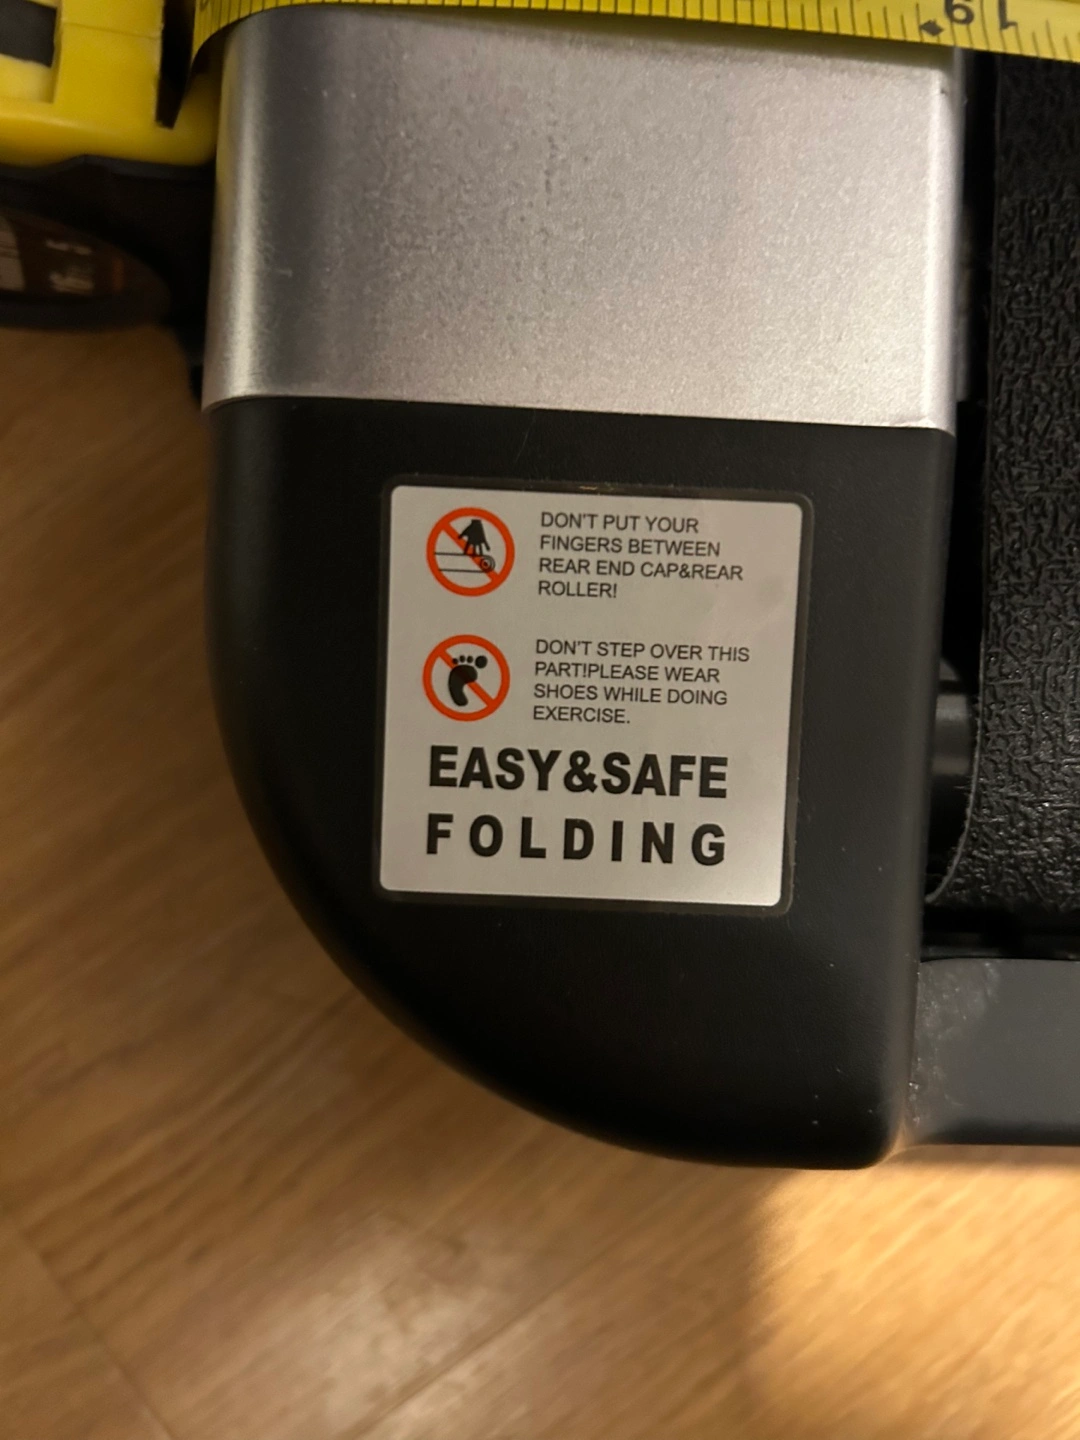 19
DON'T PUT YOUR
FINGERS BETWEEN
REAR END CAP&REAR
ROLLER!
DON'T STEP OVER THIS
PART!PLEASE WEAR
SHOES WHILE DOING
EXERCISE.
EASY&SAFE
FOLDING